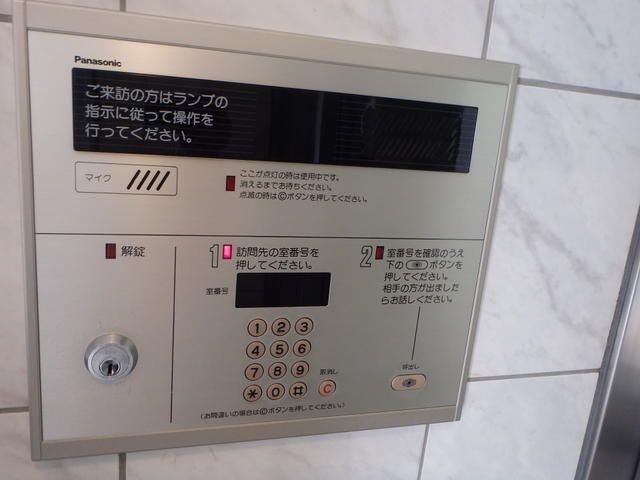 Panasonic
ご来訪の方はランプの
指示に従って操作を
行ってください。
マイク
ここが点灯の時は使用中です。
消えるまでお待ちください。
点滅の時はⒸボタンを押してください。
解錠
1 訪問先の室番号を
押してください。
室番号
1 2 3
4 5 6
7 8 9
* 0 #
取消し
C
(お間違いの場合はⒸボタンを押してください。)
2 室番号を確認のうえ
下の ボタンを
押してください。
相手の方が出ました
らお話しください。
呼出し